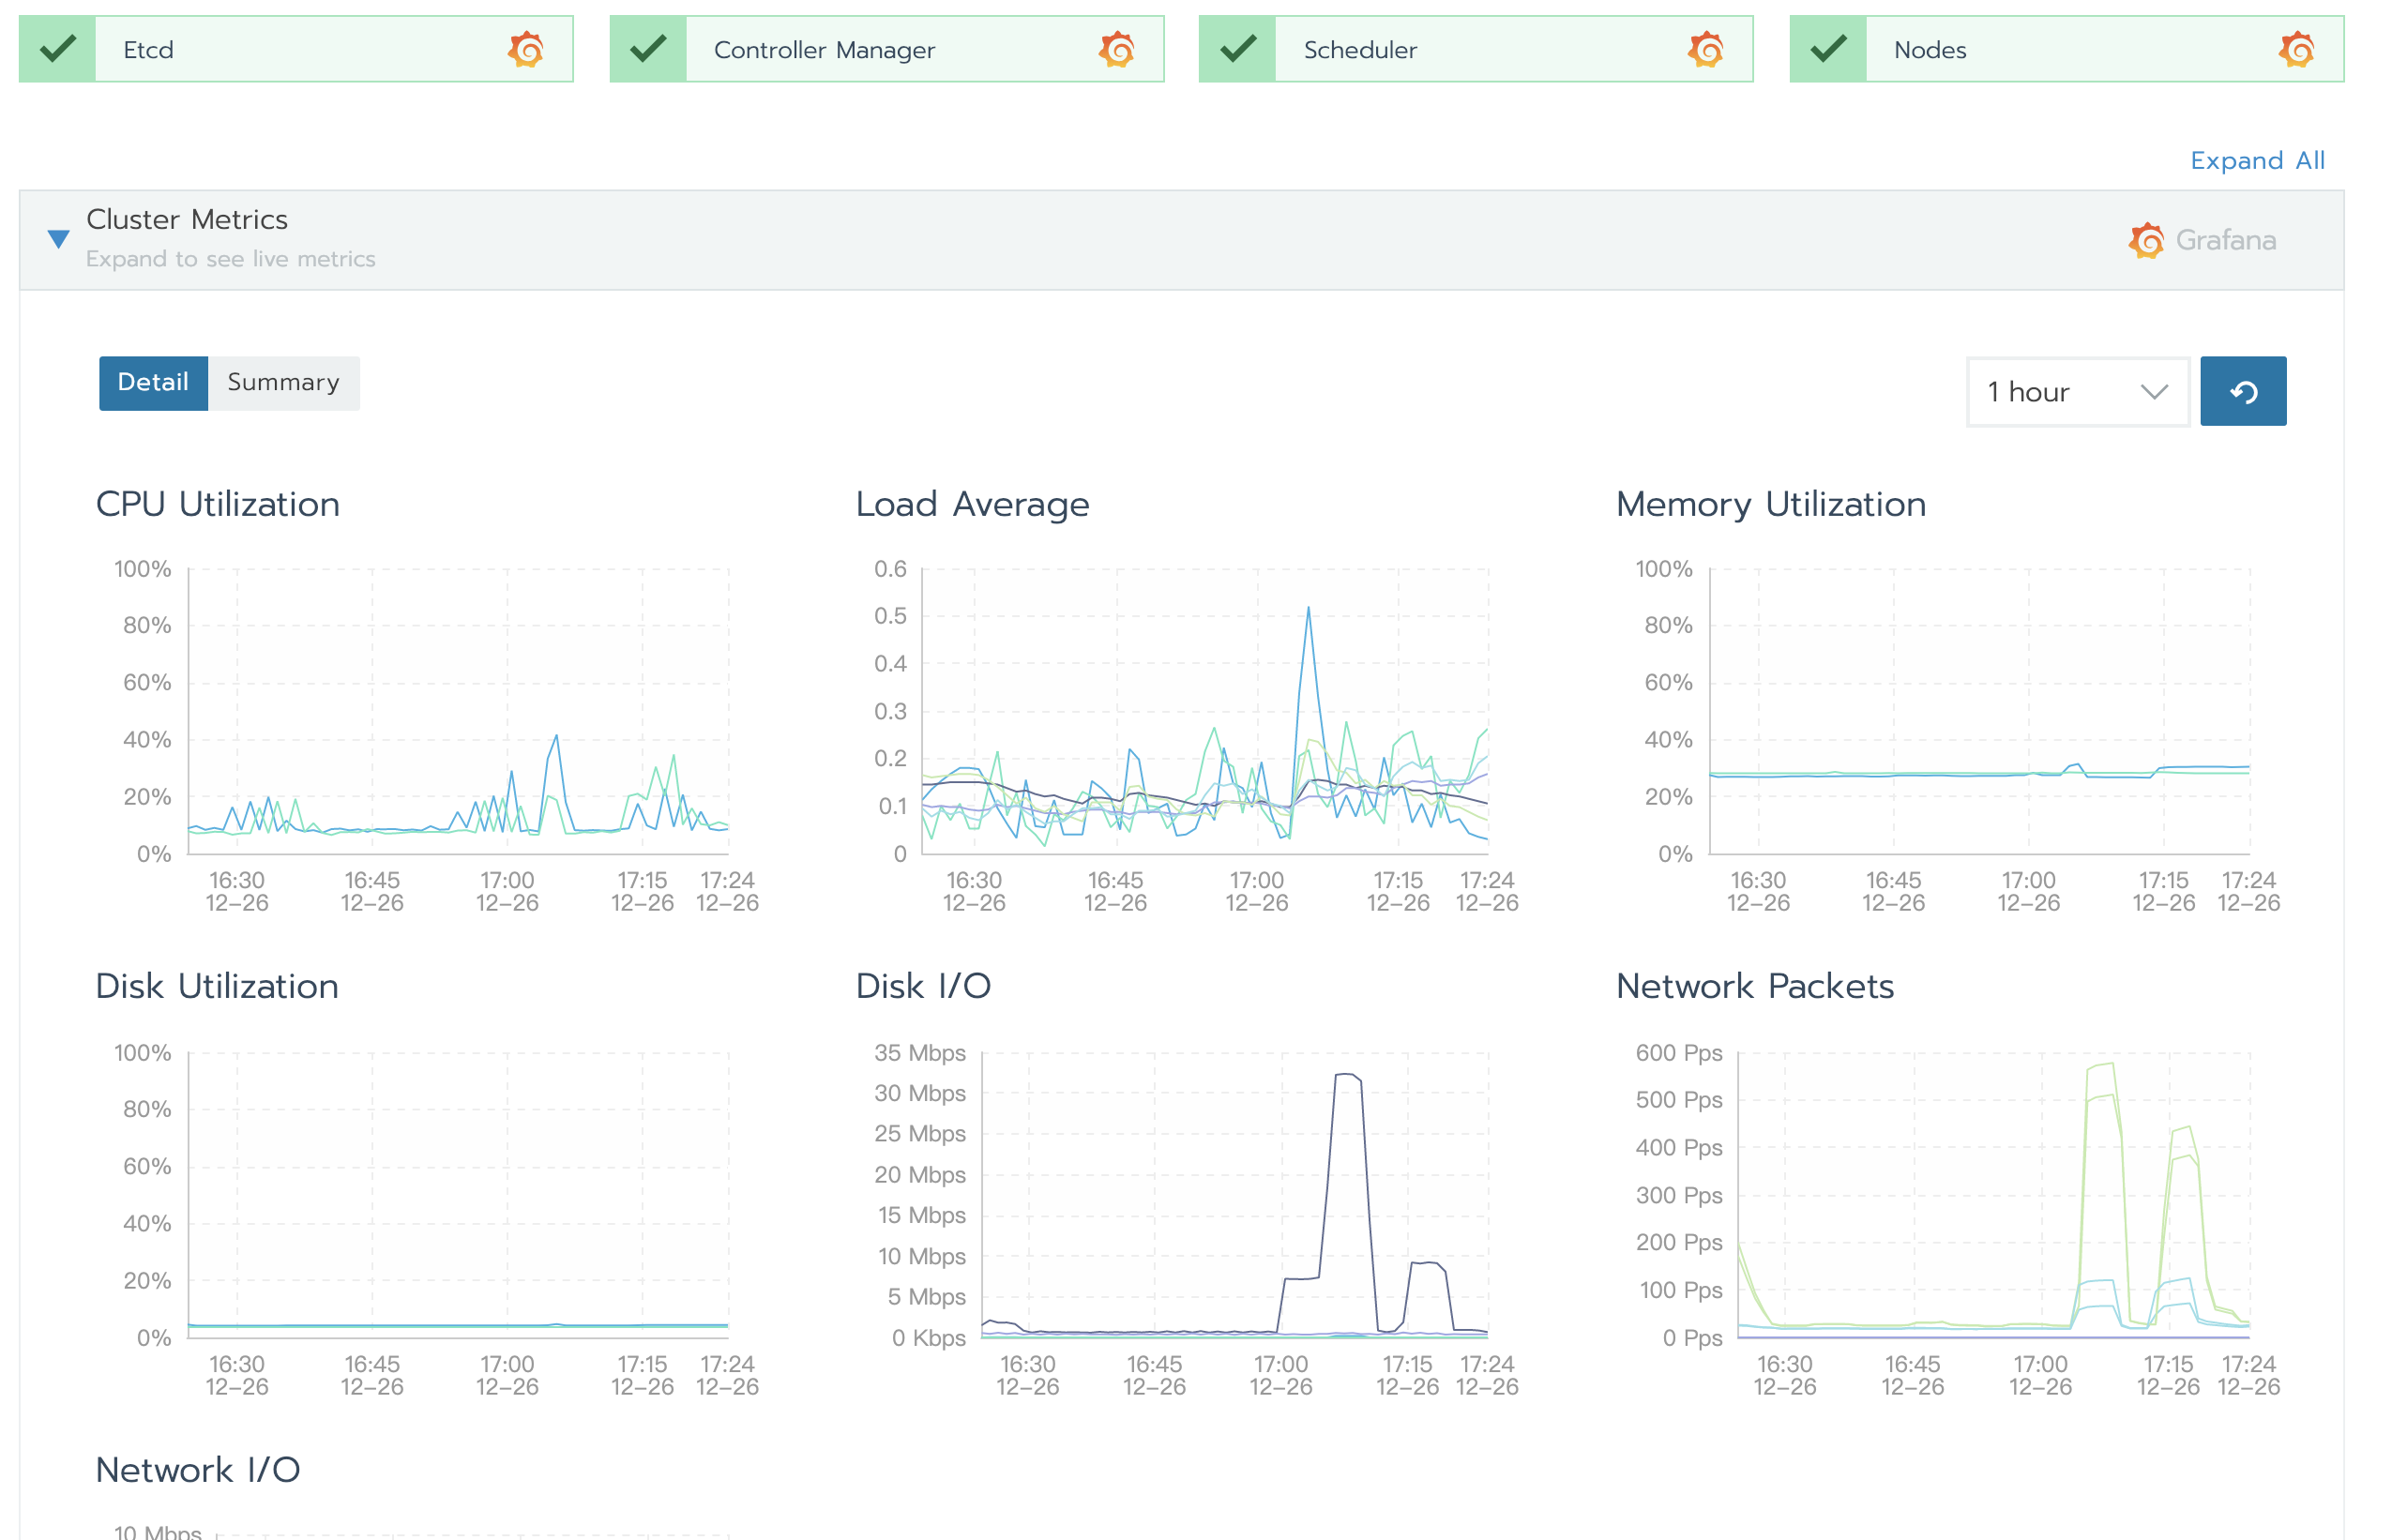 Etcd
Controller Manager
Scheduler
Nodes
Expand All
Cluster Metrics
Expand to see live metrics
Grafana
Detail
Summary
1 hour
CPU Utilization
100%
80%
60%
40%
20%
0%
16:30 16:45 17:00 17:15 17:24
12-26 12-26 12-26 12-26 12-26
Load Average
0.6
0.5
0.4
0.3
0.2
0.1
0
16:30 16:45 17:00 17:15 17:24
12-26 12-26 12-26 12-26 12-26
Memory Utilization
100%
80%
60%
40%
20%
0%
16:30 16:45 17:00 17:15 17:24
12-26 12-26 12-26 12-26 12-26
Disk Utilization
100%
80%
60%
40%
20%
0%
16:30 16:45 17:00 17:15 17:24
12-26 12-26 12-26 12-26 12-26
Disk I/O
35 Mbps
30 Mbps
25 Mbps
20 Mbps
15 Mbps
10 Mbps
5 Mbps
0 Kbps
16:30 16:45 17:00 17:15 17:24
12-26 12-26 12-26 12-26 12-26
Network Packets
600 Pps
500 Pps
400 Pps
300 Pps
200 Pps
100 Pps
0 Pps
16:30 16:45 17:00 17:15 17:24
12-26 12-26 12-26 12-26 12-26
Network I/O
10 Mbps